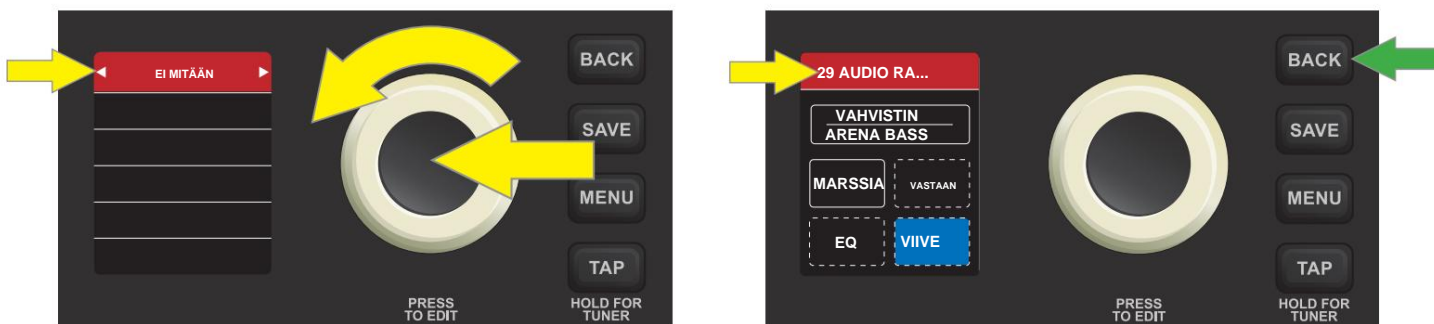 EI MITÄÄN
BACK
SAVE
MENU
TAP
PRESS
TO EDIT
HOLD FOR
TUNER
29 AUDIO RA...
VAHVISTIN
ARENA BASS
MARSSIA
VASTAAN
EQ
VIIVE
BACK
SAVE
MENU
TAP
PRESS
TO EDIT
HOLD FOR
TUNER